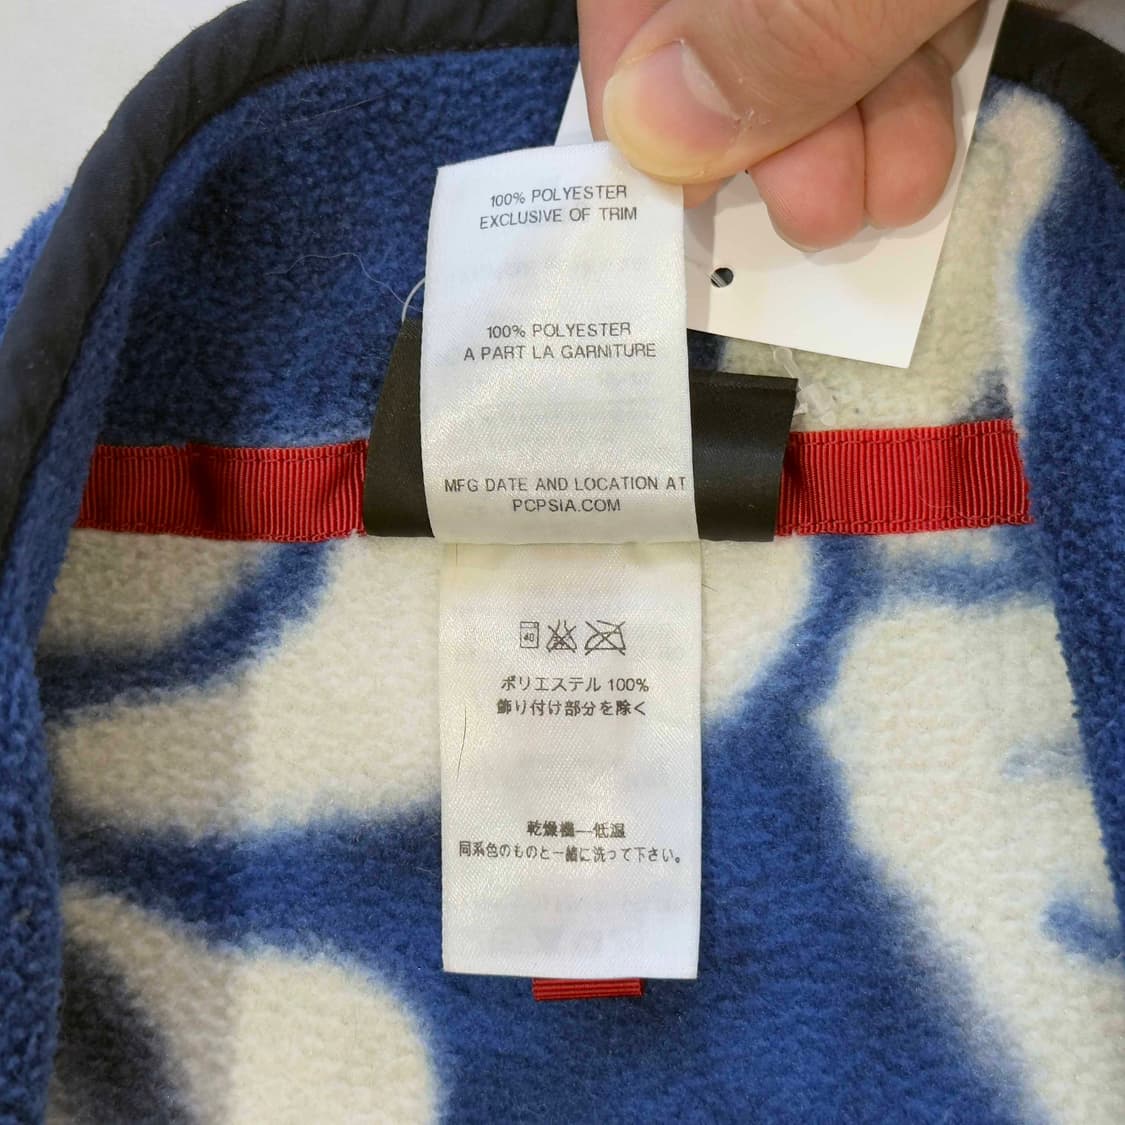 100% POLYESTER
EXCLUSIVE OF TRIM
100% POLYESTER
A PART LA GARNITURE
MFG DATE AND LOCATION AT
PCPSIA.COM
40
ポリエステル 100%
飾り付け部分を除く
乾燥機―低温
同系色のものと一緒に洗って下さい。